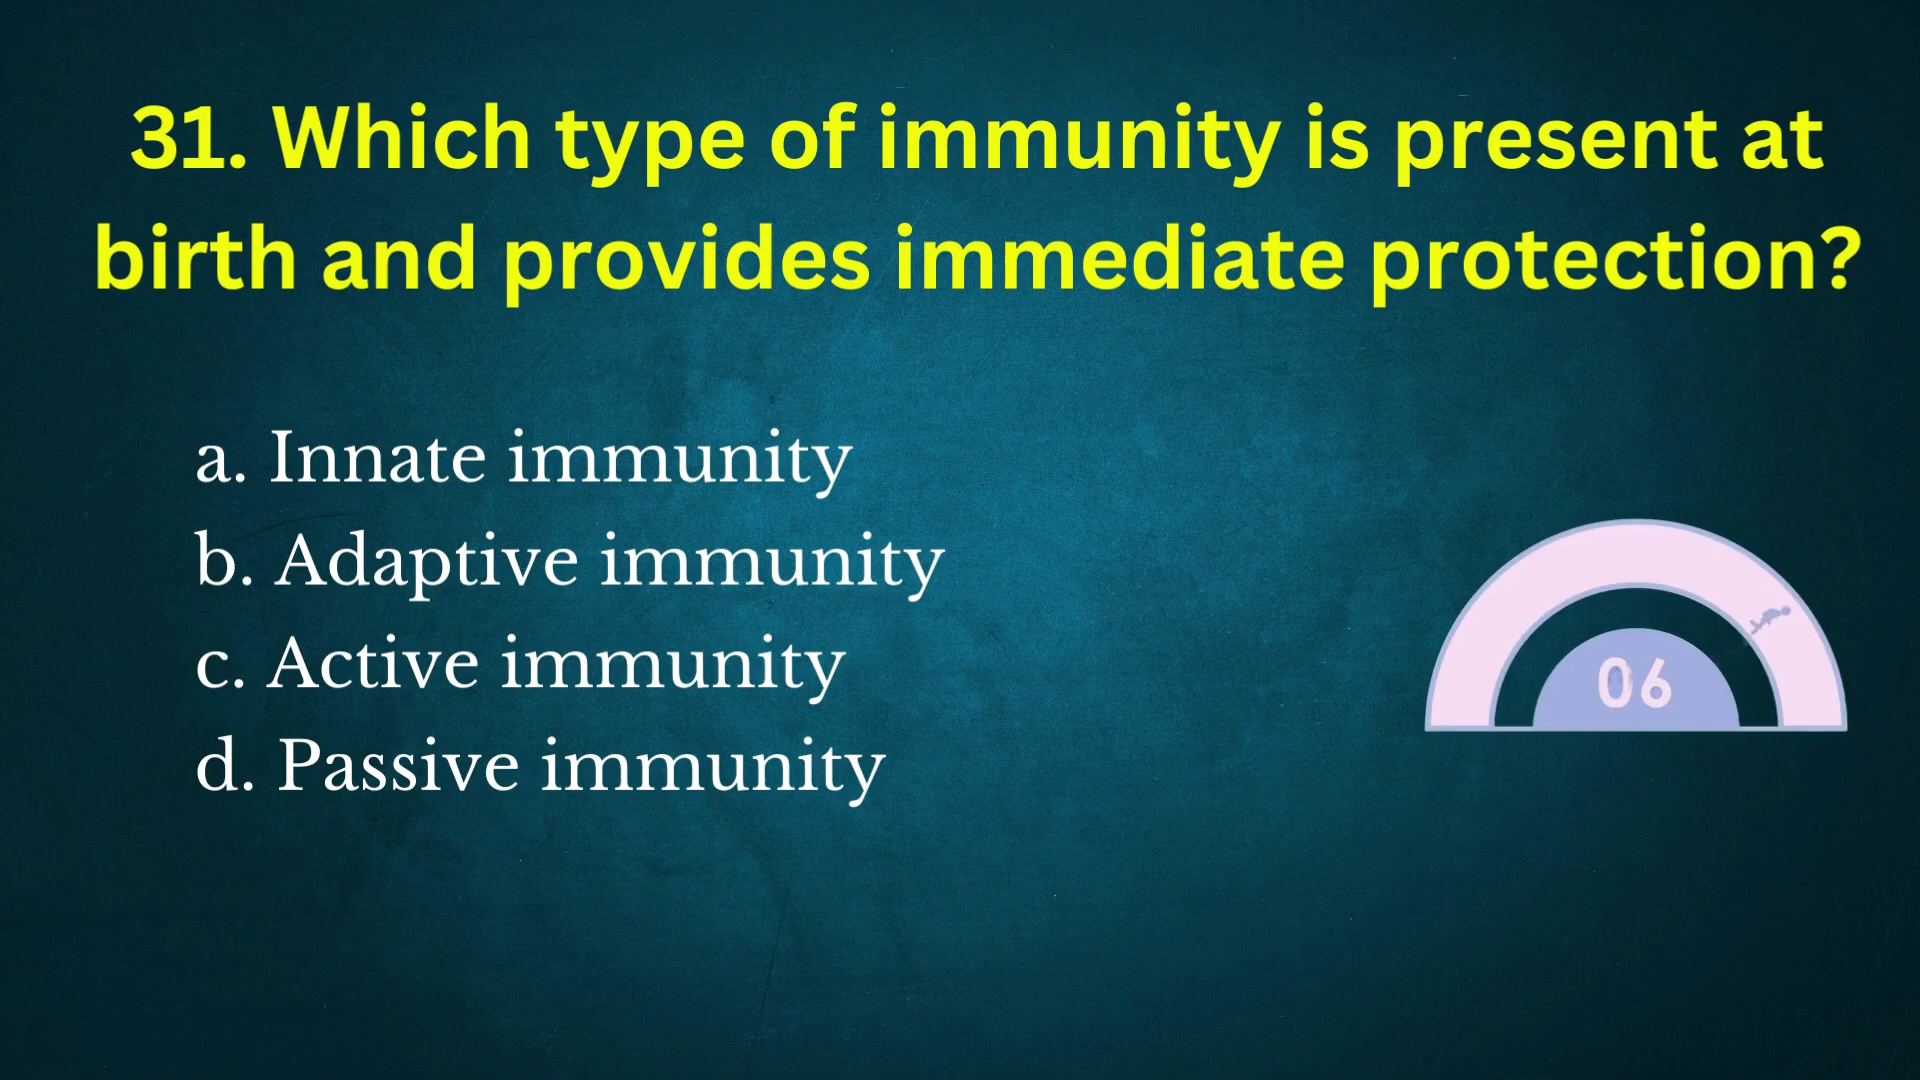 31. Which type of immunity is present at
birth and provides immediate protection?
a. Innate immunity
b. Adaptive immunity
c. Active immunity
d. Passive immunity
06